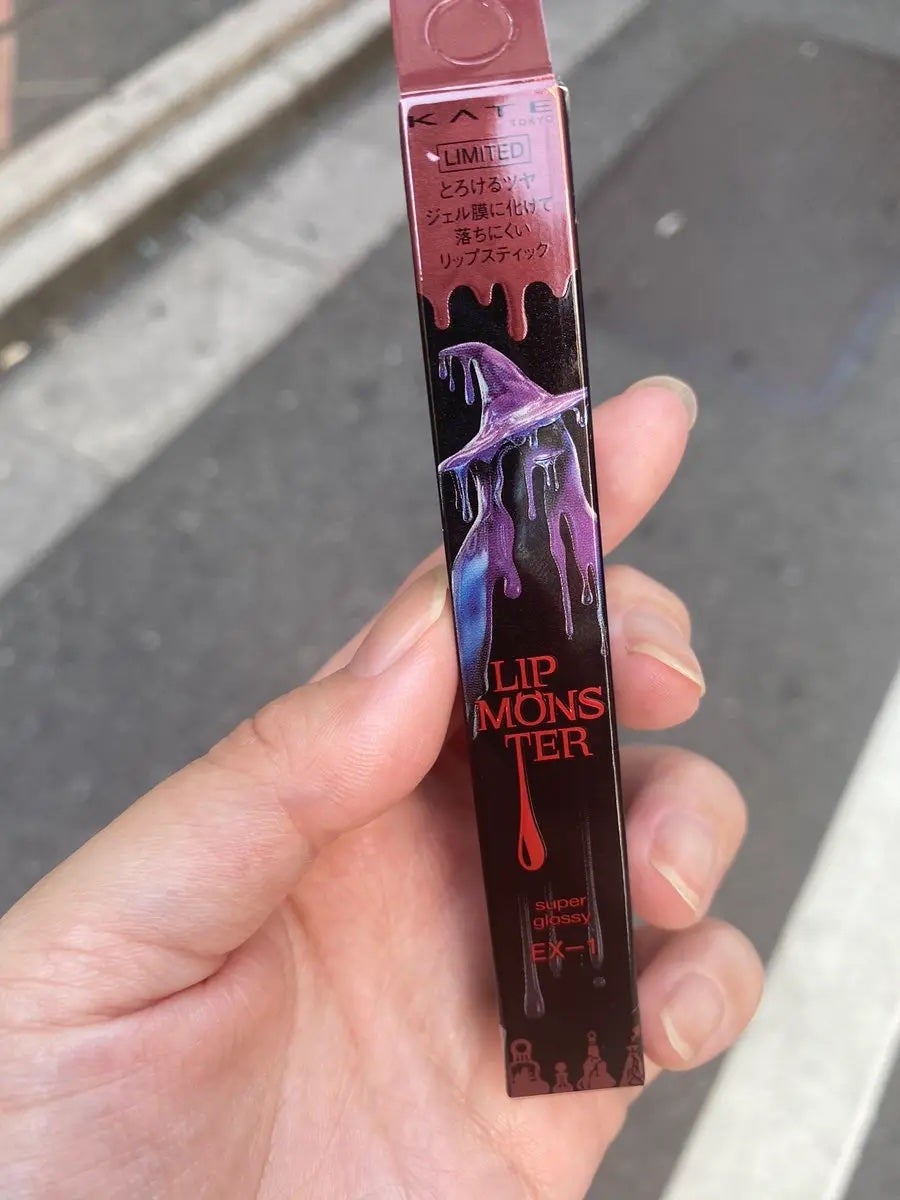 KATE
TOKYO
LIMITED
とろけるツヤ
ジェル膜に化けて
落ちにくい
リップスティック
LIP
MONS
TER
super
glossy
EX-1